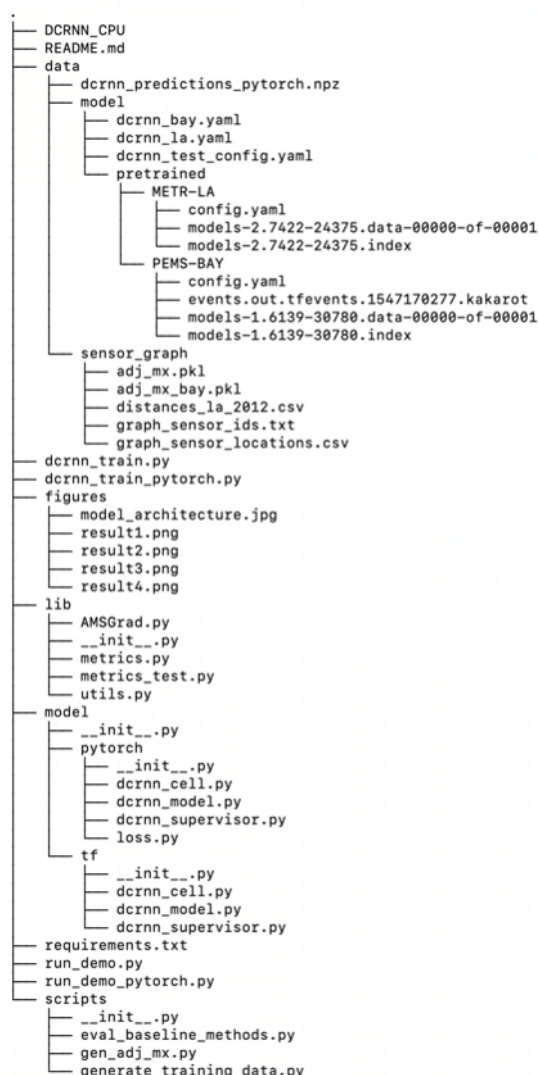 .
├── DCRNN_CPU
├── README.md
├── data
│   ├── dcrnn_predictions_pytorch.npz
│   ├── model
│   │   ├── dcrnn_bay.yaml
│   │   ├── dcrnn_la.yaml
│   │   ├── dcrnn_test_config.yaml
│   │   └── pretrained
│   │       ├── METR-LA
│   │       │   ├── config.yaml
│   │       │   ├── models-2.7422-24375.data-00000-of-00001
│   │       │   └── models-2.7422-24375.index
│   │       └── PEMS-BAY
│   │           ├── config.yaml
│   │           ├── events.out.tfevents.1547170277.kakarot
│   │           ├── models-1.6139-30780.data-00000-of-00001
│   │           └── models-1.6139-30780.index
│   └── sensor_graph
│       ├── adj_mx.pkl
│       ├── adj_mx_bay.pkl
│       ├── distances_la_2012.csv
│       ├── graph_sensor_ids.txt
│       └── graph_sensor_locations.csv
├── dcrnn_train.py
├── dcrnn_train_pytorch.py
├── figures
│   ├── model_architecture.jpg
│   ├── result1.png
│   ├── result2.png
│   ├── result3.png
│   └── result4.png
├── lib
│   ├── AMSGrad.py
│   ├── __init__.py
│   ├── metrics.py
│   ├── metrics_test.py
│   └── utils.py
├── model
│   ├── __init__.py
│   ├── pytorch
│   │   ├── __init__.py
│   │   ├── dcrnn_cell.py
│   │   ├── dcrnn_model.py
│   │   ├── dcrnn_supervisor.py
│   │   └── loss.py
│   └── tf
│       ├── __init__.py
│       ├── dcrnn_cell.py
│       ├── dcrnn_model.py
│       └── dcrnn_supervisor.py
├── requirements.txt
├── run_demo.py
├── run_demo_pytorch.py
└── scripts
    ├── __init__.py
    ├── eval_baseline_methods.py
    ├── gen_adj_mx.py
    └── generate_training_data.py